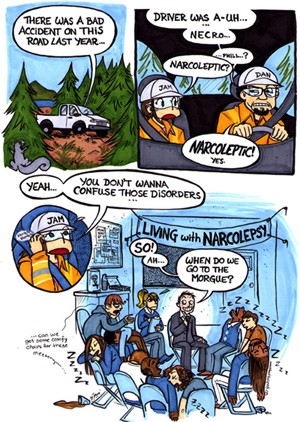 THERE WAS A BAD
ACCIDENT ON THIS
ROAD LAST YEAR...
DRIVER WAS A-UH...
NECRO...
...PHILL...?
NARCOLEPTIC?
JAM
DAN
NARCOLEPTIC!
YES.
YEAH...
YOU DON'T WANNA
CONFUSE THOSE DISORDERS
...
JAM
LIVING with NARCOLEPSY
SO!
AH...
WHEN DO WE
GO TO THE
MORGUE?
...can we
get some comfy
chairs for these
meetings...
Z Z Z
Z Z Z
Z Z Z
Z Z Z